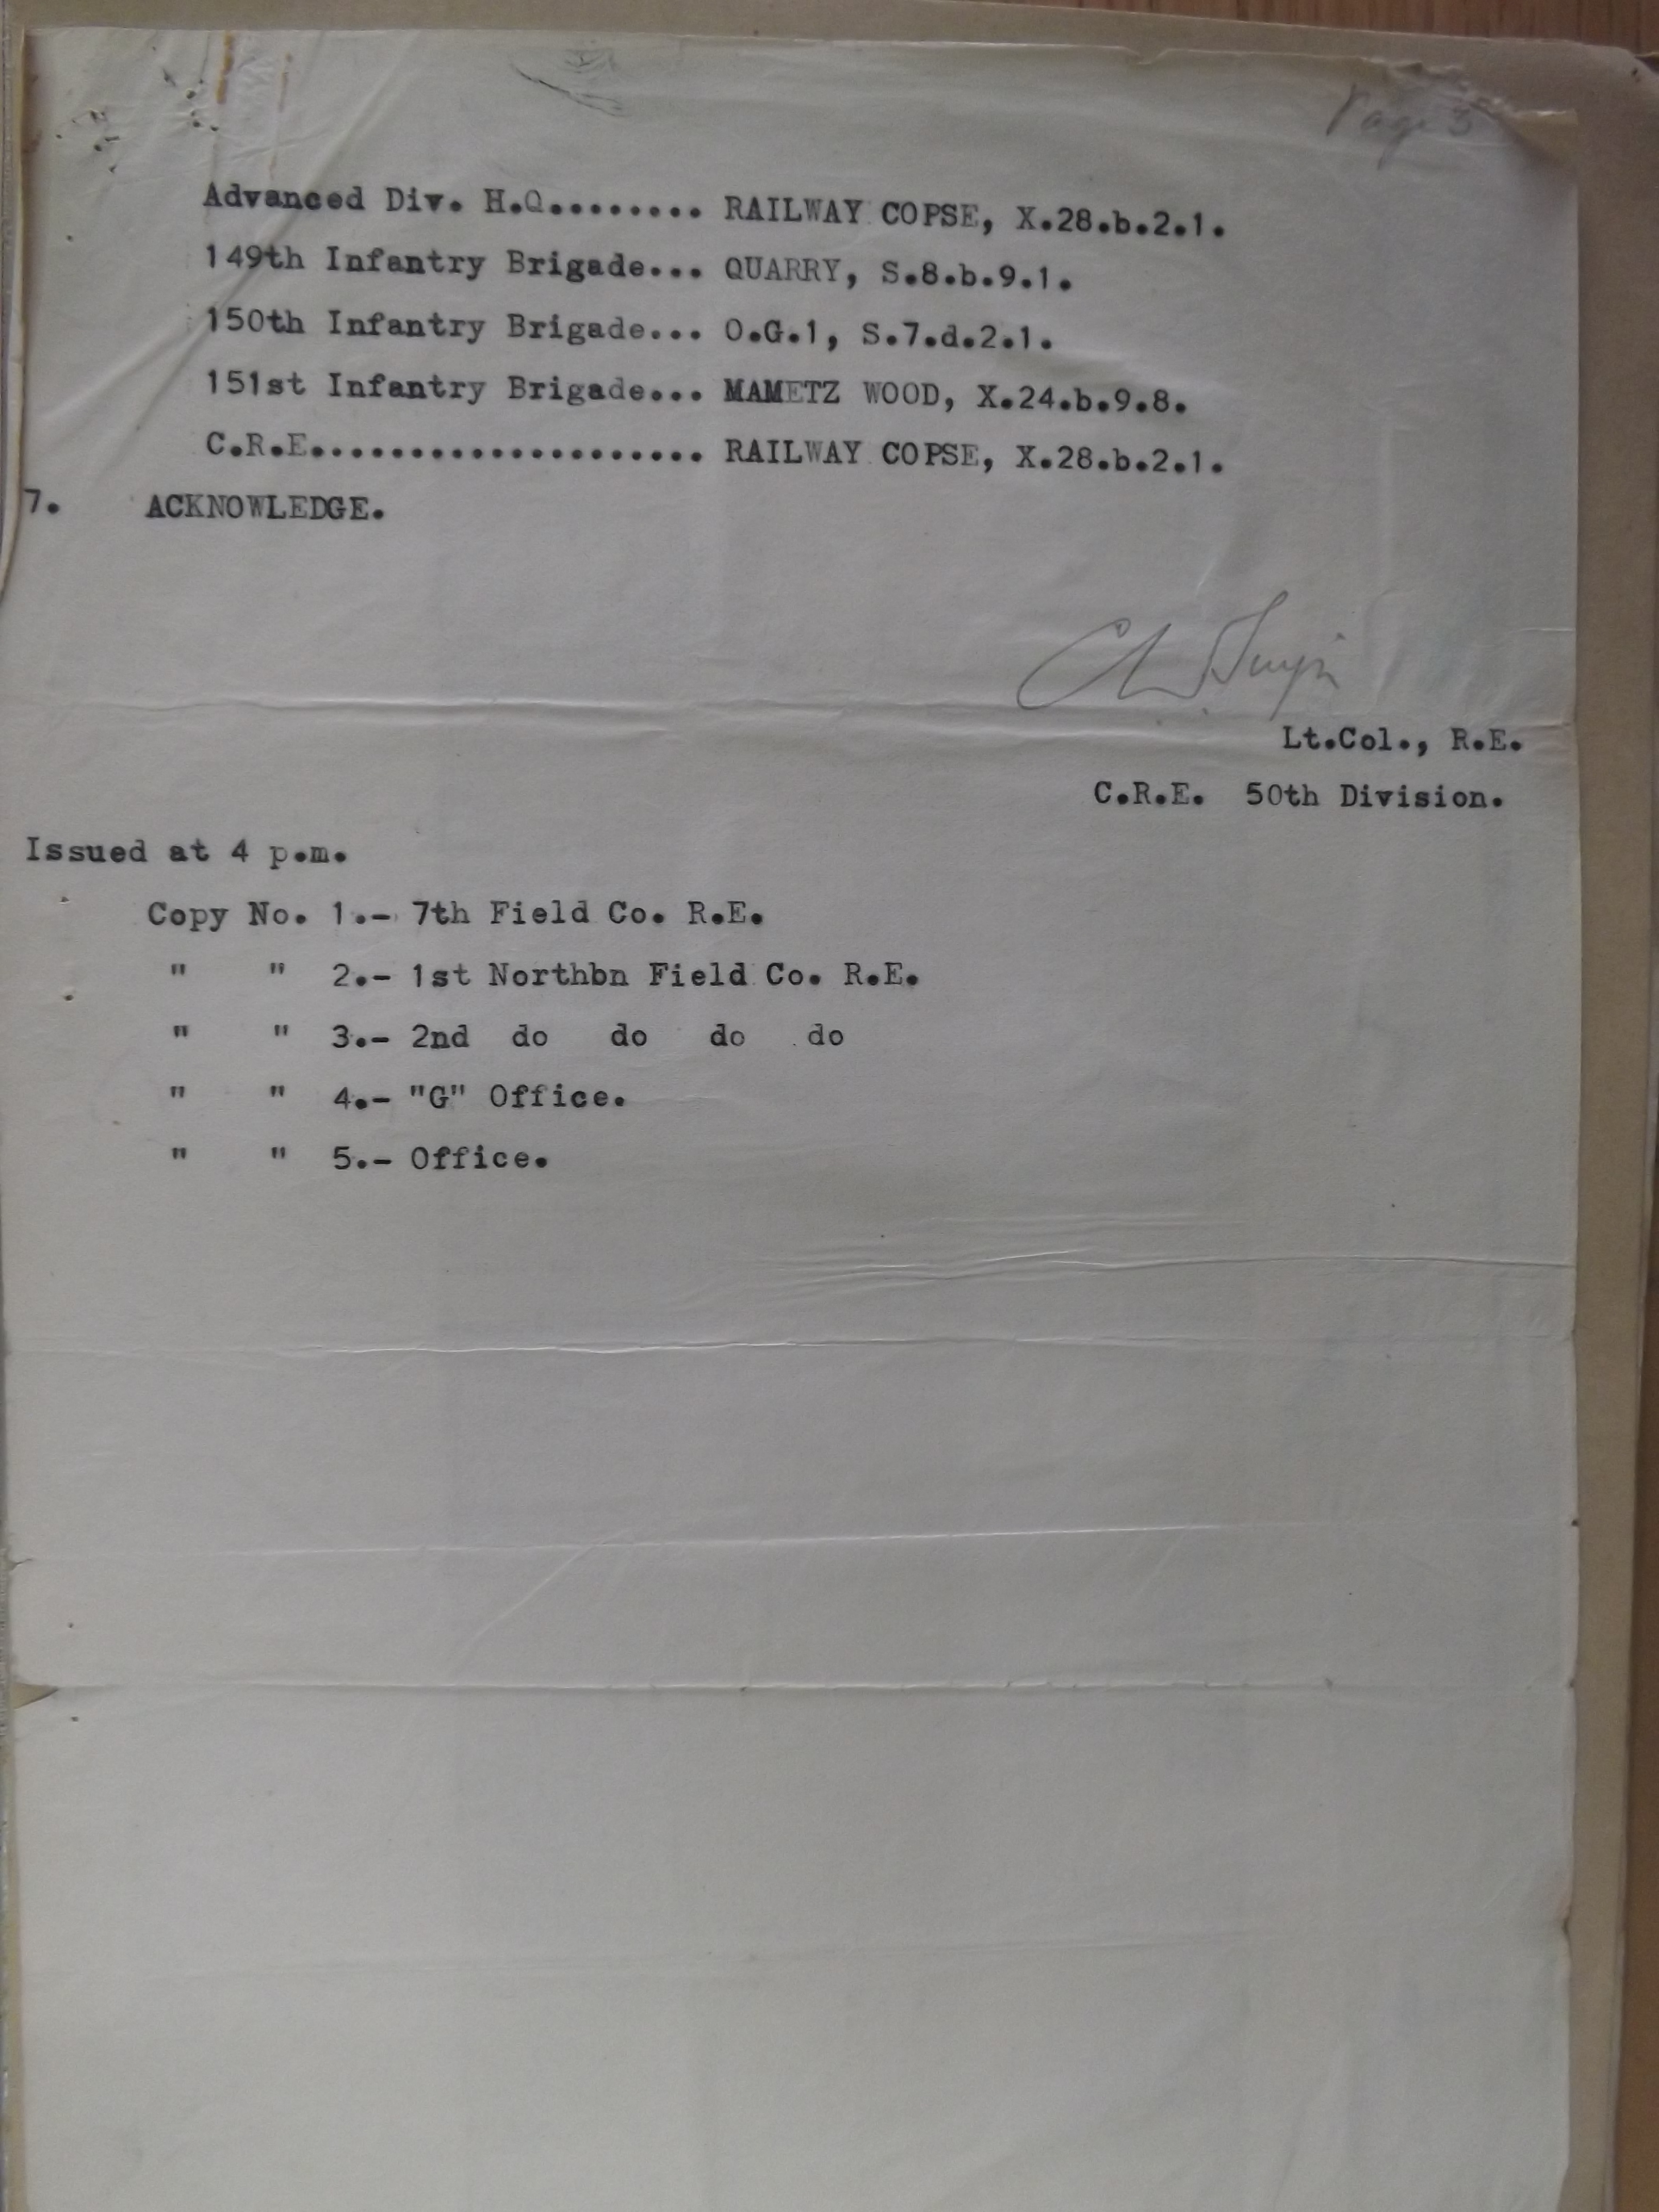 Page 3
Advanced Div. H.Q........ RAILWAY COPSE, X.28.b.2.1.
149th Infantry Brigade... QUARRY, S.8.b.9.1.
150th Infantry Brigade... O.G.1, S.7.d.2.1.
151st Infantry Brigade... MAMETZ WOOD, X.24.b.9.8.
C.R.E.................... RAILWAY COPSE, X.28.b.2.1.
7. ACKNOWLEDGE.
Lt.Col., R.E.
C.R.E. 50th Division.
Issued at 4 p.m.
Copy No. 1.- 7th Field Co. R.E.
" " 2.- 1st Northbn Field Co. R.E.
" " 3.- 2nd do do do do
" " 4.- "G" Office.
" " 5.- Office.